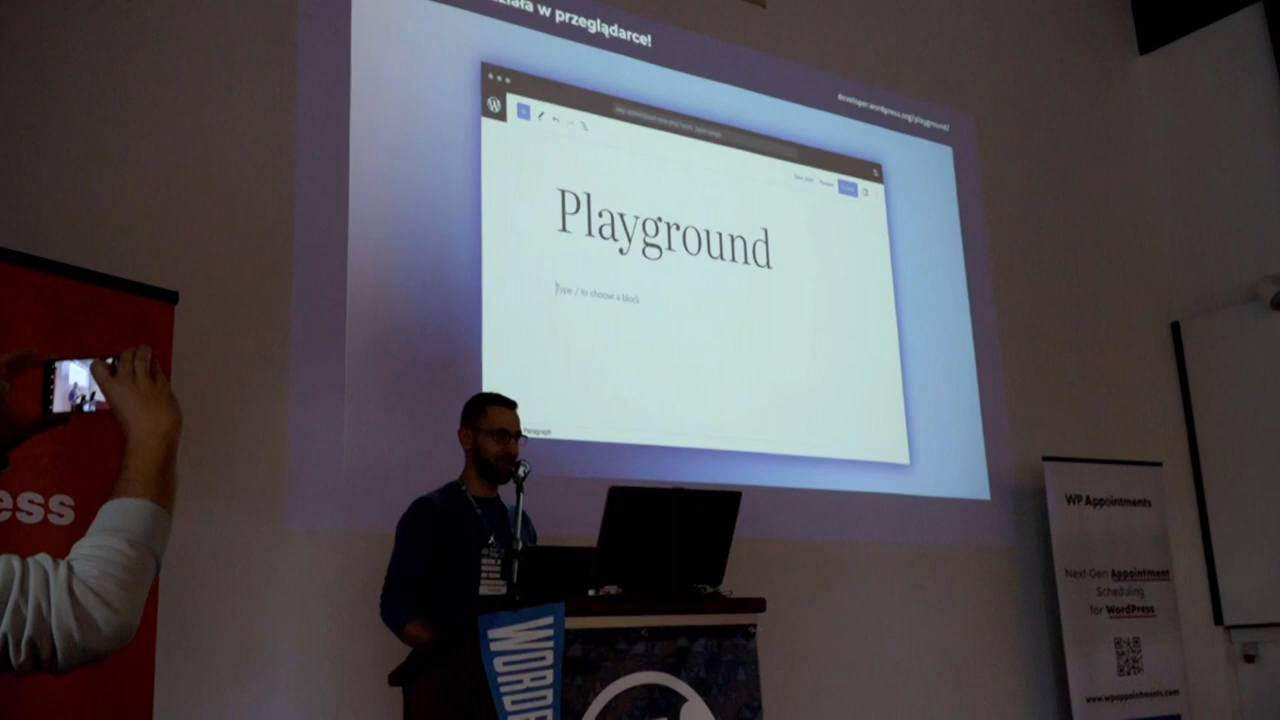 w przeglądarce!
developer.wordpress.org/playground/
Playground
Type / to choose a block
Paragraph
ess
WORD
WP Appointments
Next-Gen Appointment
Scheduling
for WordPress
www.wpappointments.com